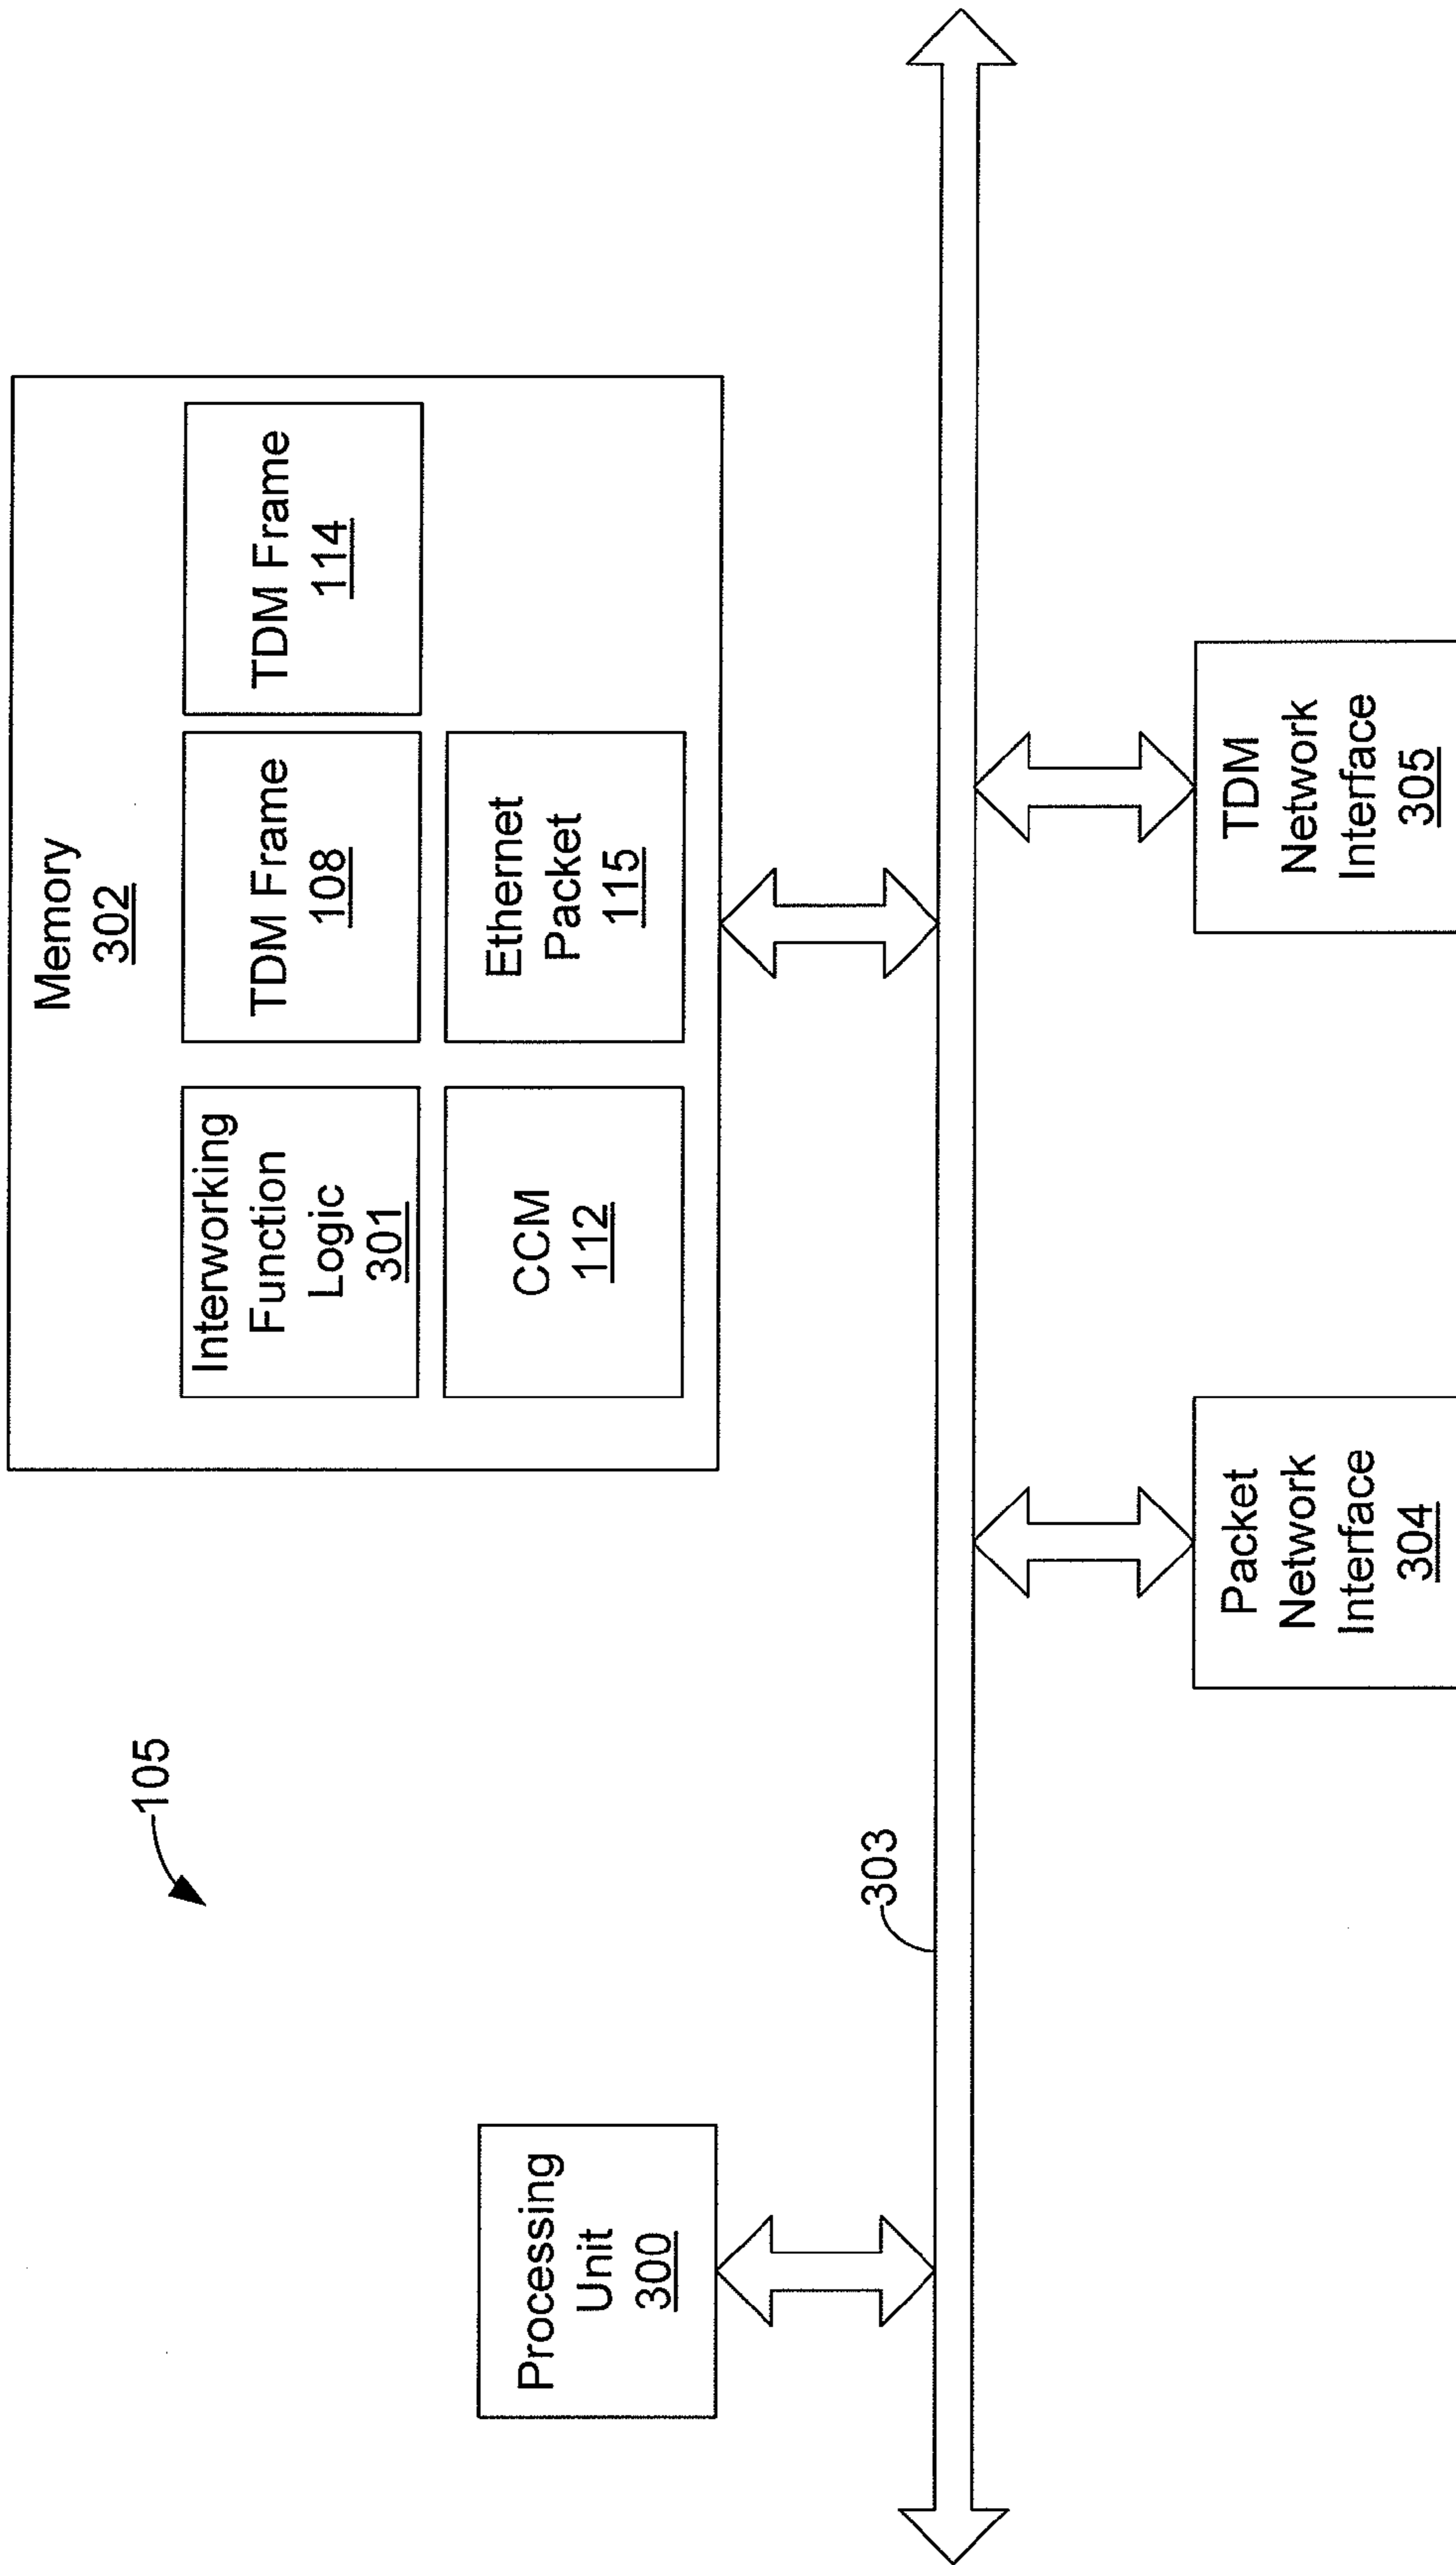 105
Memory
302
Interworking
Function
Logic
301
TDM Frame
108
TDM Frame
114
CCM
112
Ethernet
Packet
115
Processing
Unit
300
303
Packet
Network
Interface
304
TDM
Network
Interface
305